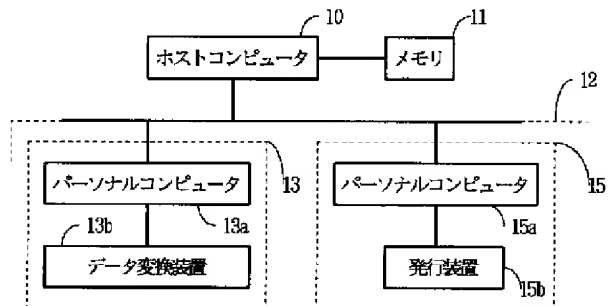 10
11
ホストコンピュータ
メモリ
12
13
15
パーソナルコンピュータ
パーソナルコンピュータ
13b
13a
15a
データ変換装置
発行装置
15b